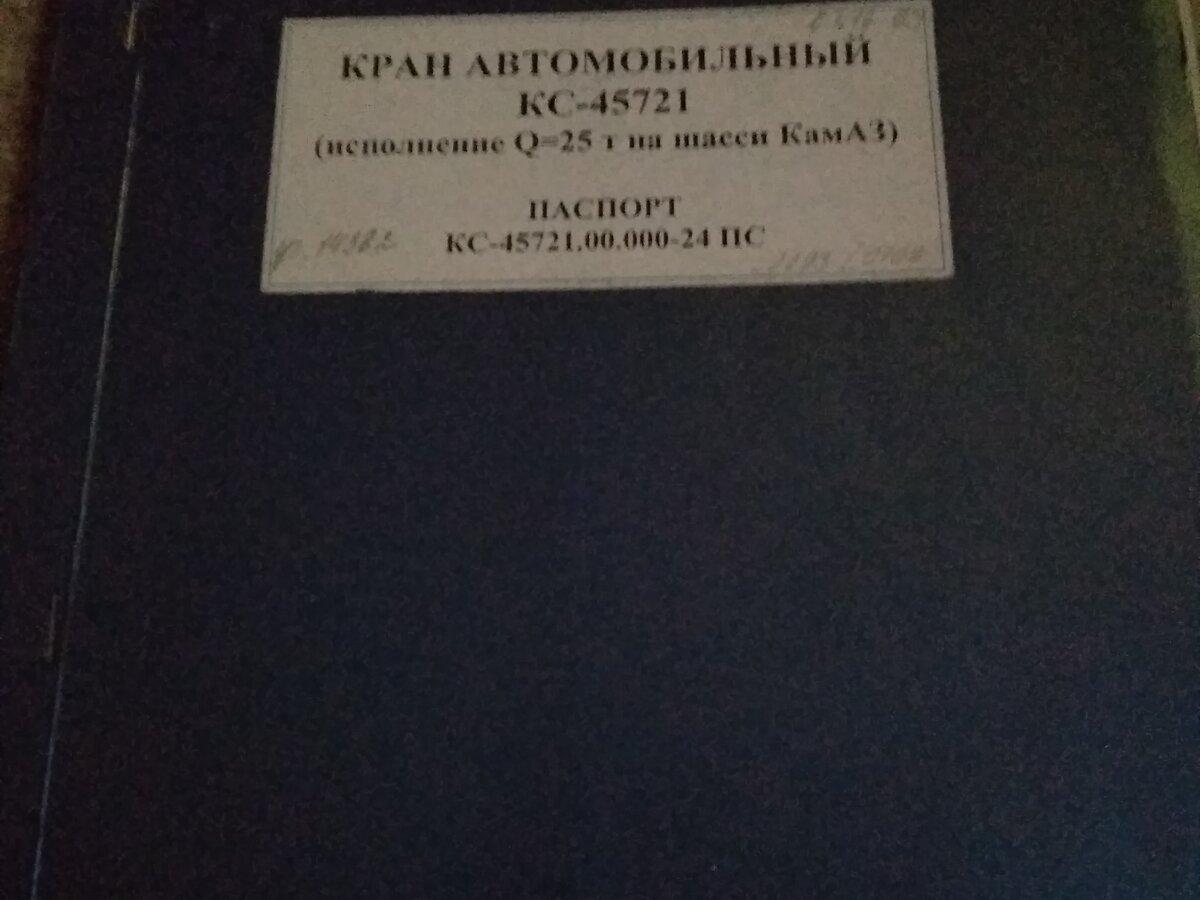 КРАН АВТОМОБИЛЬНЫЙ
КС-45721
(исполнение Q=25 т на шасси КамАЗ)
ПАСПОРТ
КС-45721.00.000-24 ПС